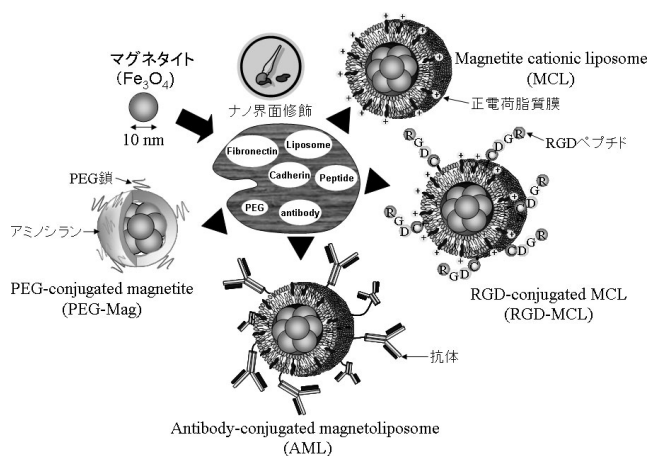 マグネタイト
(Fe3O4)
10 nm
ナノ界面修飾
Magnetite cationic liposome
(MCL)
正電荷脂質膜
Fibronectin
Liposome
Cadherin
Peptide
PEG
antibody
RGDペプチド
R G D C
C D G R
R G D C
C D G R
R G D C
C D G R
R G D C
C D G R
RGD-conjugated MCL
(RGD-MCL)
PEG鎖
アミノシラン
PEG-conjugated magnetite
(PEG-Mag)
抗体
Antibody-conjugated magnetoliposome
(AML)